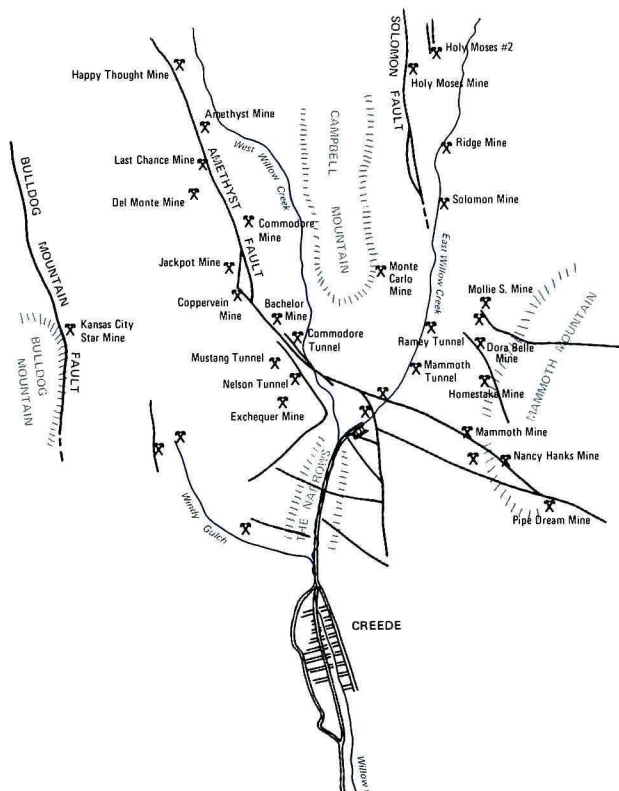 Holy Moses #2
SOLOMON FAULT
Happy Thought Mine
Holy Moses Mine
Amethyst Mine
CAMPBELL MOUNTAIN
West Willow Creek
Ridge Mine
BULLDOG MOUNTAIN FAULT
Last Chance Mine
AMETHYST FAULT
Del Monte Mine
Solomon Mine
Commodore
Mine
East Willow Creek
Jackpot Mine
Monte
Carlo
Mine
Mollie S. Mine
Coppervein
Mine
Bachelor
Mine
MAMMOTH MOUNTAIN
Kansas City
Star Mine
BULLDOG
MOUNTAIN
Commodore
Tunnel
Ramey Tunnel
Dora Belle
Mine
Mustang Tunnel
Mammoth
Tunnel
Nelson Tunnel
Homestake Mine
Exchequer Mine
Mammoth Mine
Nancy Hanks Mine
THE NARROWS
Windy Gulch
Pipe Dream Mine
CREEDE
Willow